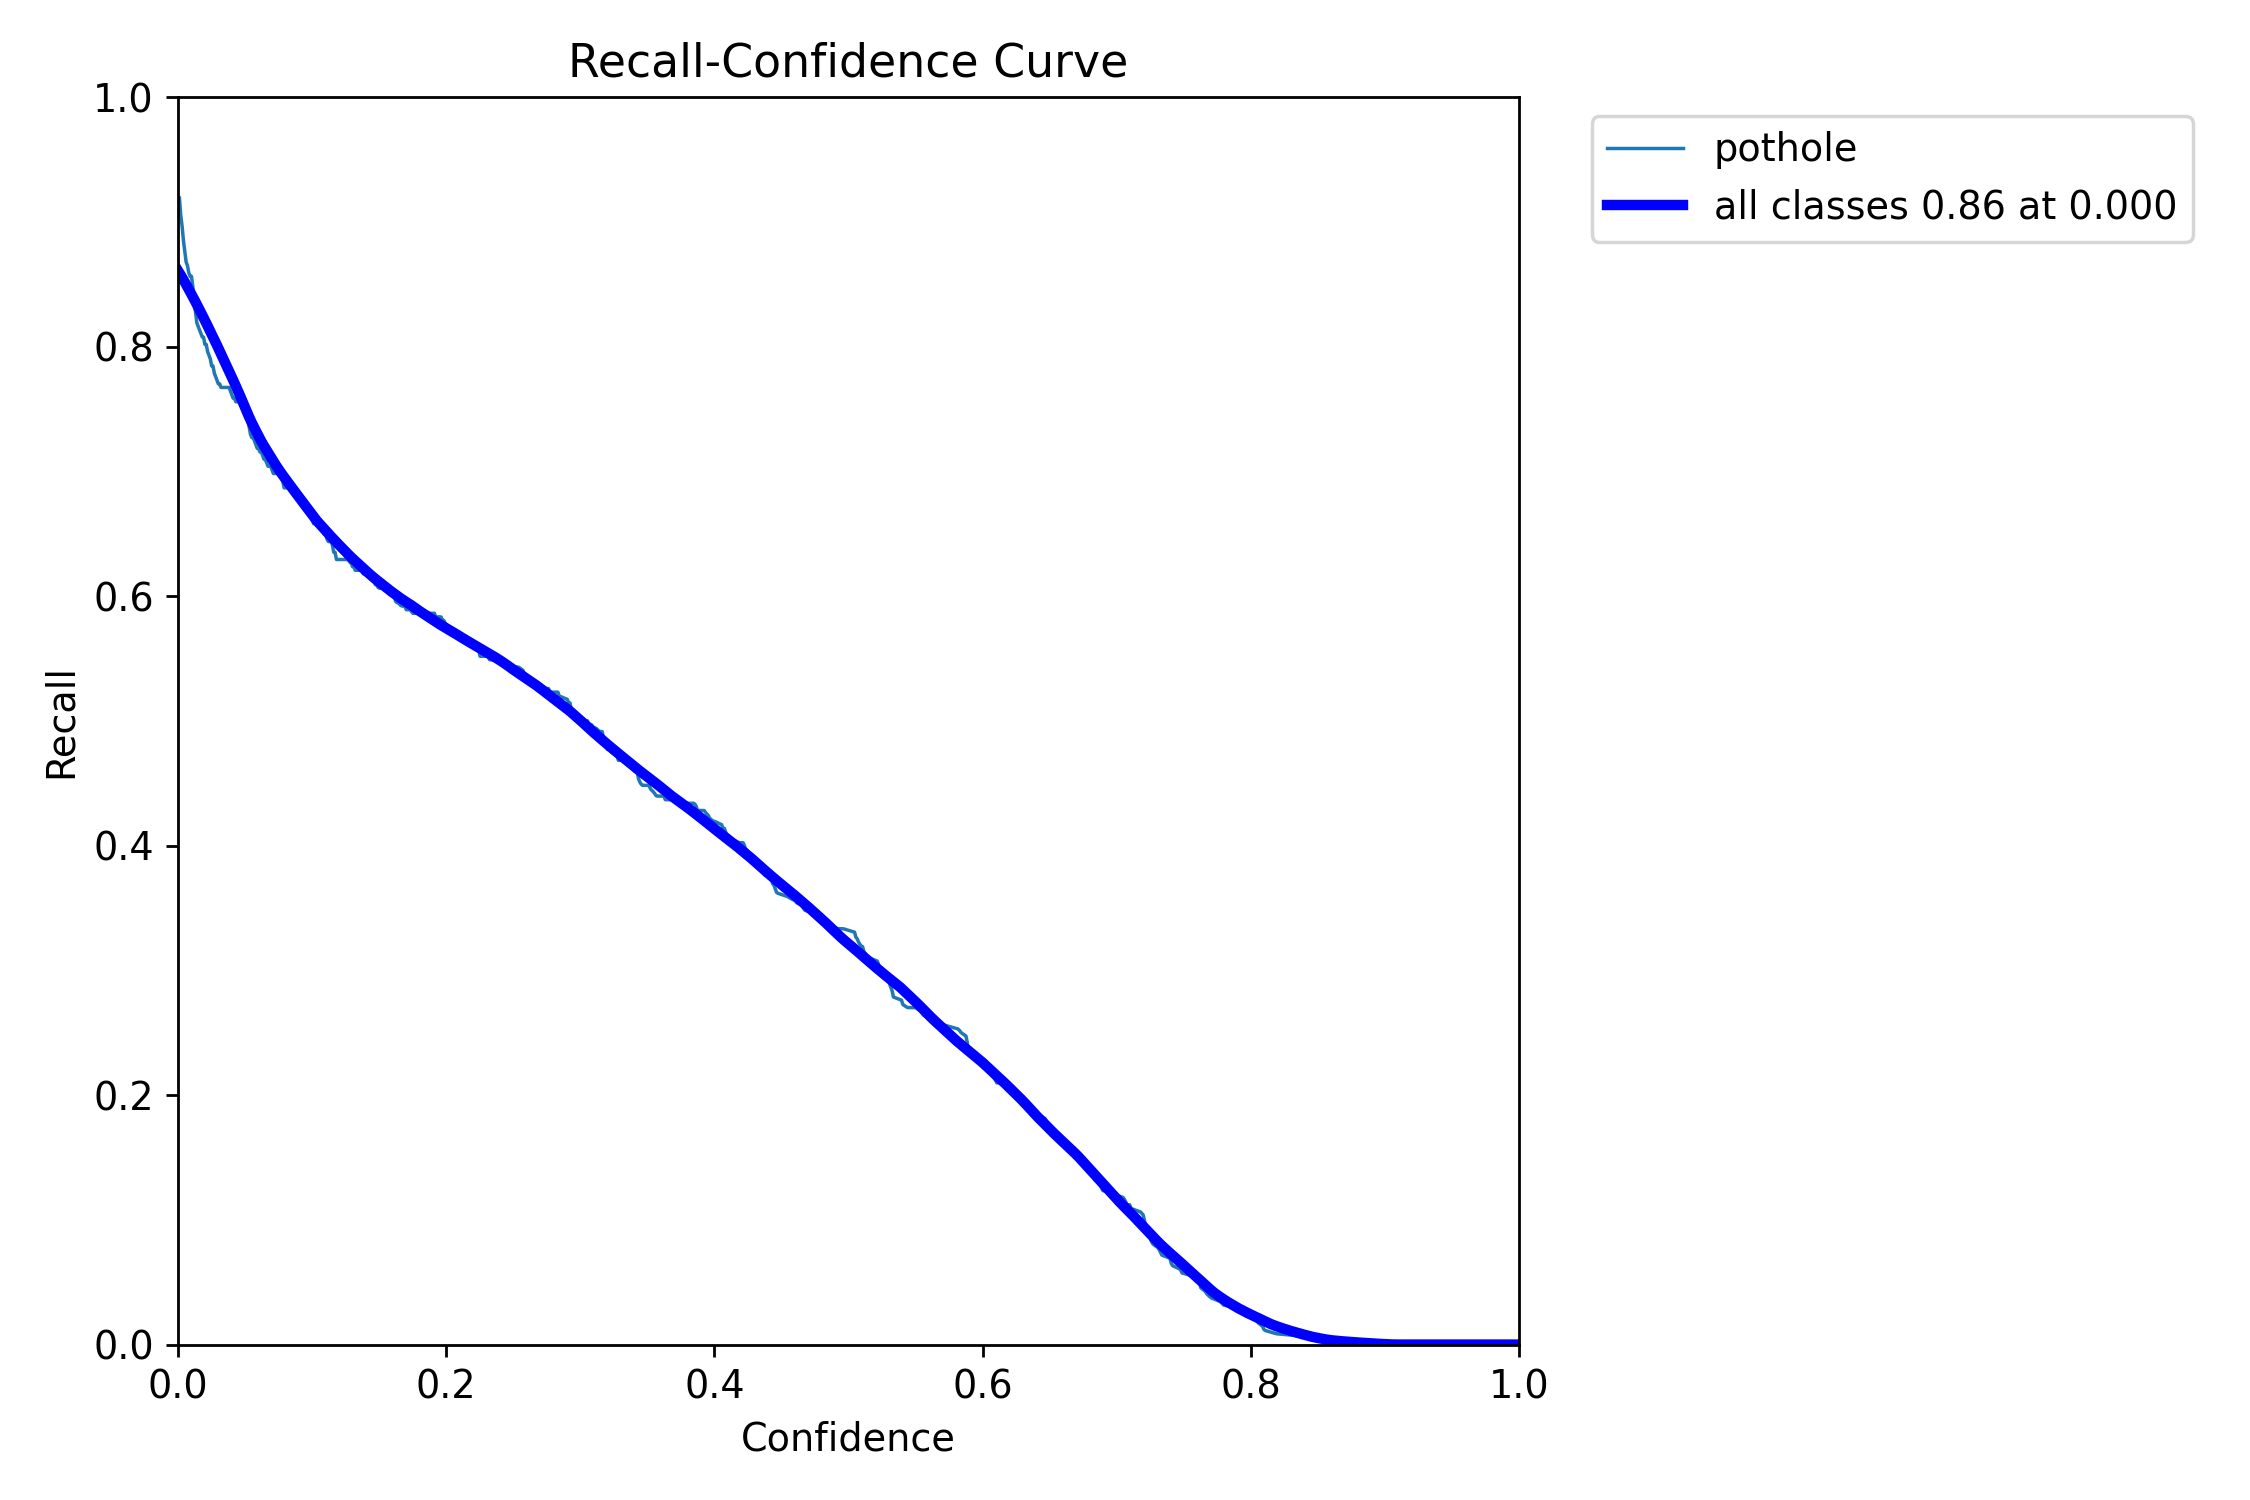 Recall-Confidence Curve
1.0
0.8
0.6
0.4
0.2
0.0
Recall
0.0 0.2 0.4 0.6 0.8 1.0
Confidence
pothole
all classes 0.86 at 0.000